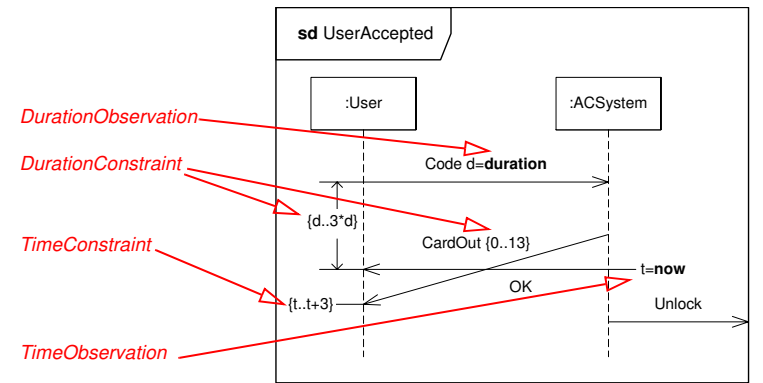 sd UserAccepted
:User
:ACSystem
DurationObservation
Code d=duration
DurationConstraint
{d..3*d}
CardOut {0..13}
TimeConstraint
t=now
OK
{t..t+3}
Unlock
TimeObservation